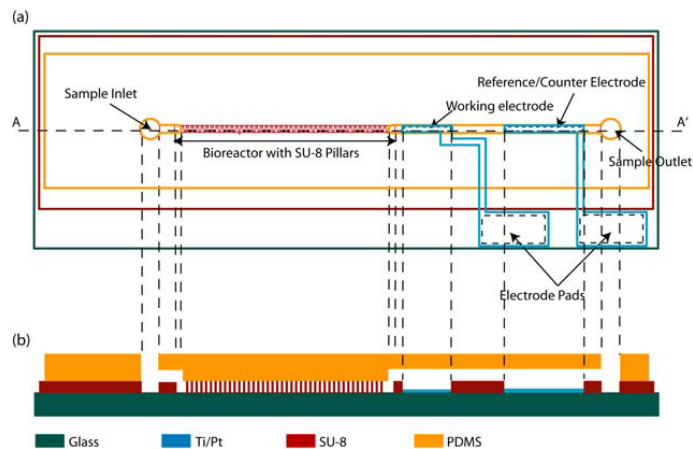 (a)
Sample Inlet
Reference/Counter Electrode
Working electrode
A
A'
Bioreactor with SU-8 Pillars
Sample Outlet
Electrode Pads
(b)
Glass
Ti/Pt
SU-8
PDMS